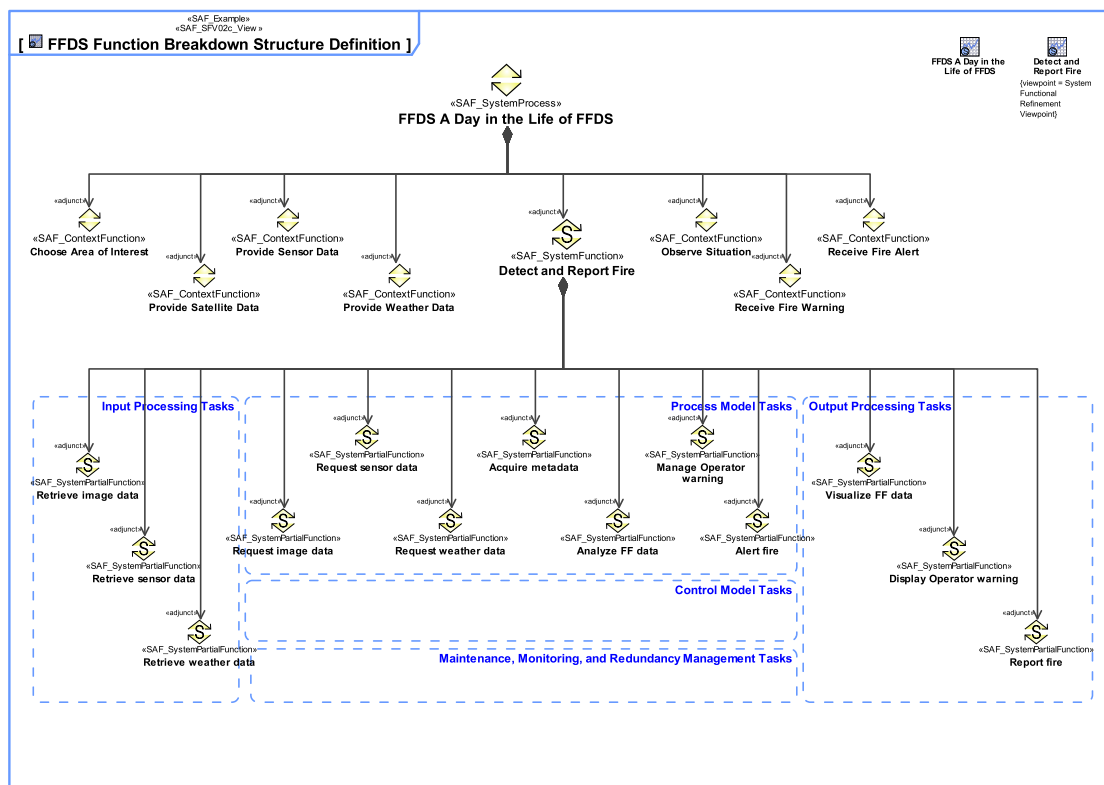 «SAF_Example»
«SAF_SFV02c_View »
[ FFDS Function Breakdown Structure Definition ]
FFDS A Day in the
Life of FFDS
Detect and
Report Fire
{viewpoint = System
Functional
Refinement
Viewpoint}
«SAF_SystemProcess»
FFDS A Day in the Life of FFDS
«adjunct»
«SAF_ContextFunction»
Choose Area of Interest
«adjunct»
«SAF_ContextFunction»
Provide Satellite Data
«adjunct»
«SAF_ContextFunction»
Provide Sensor Data
«adjunct»
«SAF_ContextFunction»
Provide Weather Data
«adjunct»
S
«SAF_SystemFunction»
Detect and Report Fire
«adjunct»
«SAF_ContextFunction»
Observe Situation
«adjunct»
«SAF_ContextFunction»
Receive Fire Warning
«adjunct»
«SAF_ContextFunction»
Receive Fire Alert
Input Processing Tasks
«adjunct»
S
«SAF_SystemPartialFunction»
Retrieve image data
«adjunct»
S
«SAF_SystemPartialFunction»
Retrieve sensor data
«adjunct»
S
«SAF_SystemPartialFunction»
Retrieve weather data
Process Model Tasks
«adjunct»
S
«SAF_SystemPartialFunction»
Request image data
«adjunct»
S
«SAF_SystemPartialFunction»
Request sensor data
«adjunct»
S
«SAF_SystemPartialFunction»
Request weather data
«adjunct»
S
«SAF_SystemPartialFunction»
Acquire metadata
«adjunct»
S
«SAF_SystemPartialFunction»
Analyze FF data
«adjunct»
S
«SAF_SystemPartialFunction»
Manage Operator
warning
«adjunct»
S
«SAF_SystemPartialFunction»
Alert fire
Control Model Tasks
Maintenance, Monitoring, and Redundancy Management Tasks
Output Processing Tasks
«adjunct»
S
«SAF_SystemPartialFunction»
Visualize FF data
«adjunct»
S
«SAF_SystemPartialFunction»
Display Operator warning
«adjunct»
S
«SAF_SystemPartialFunction»
Report fire